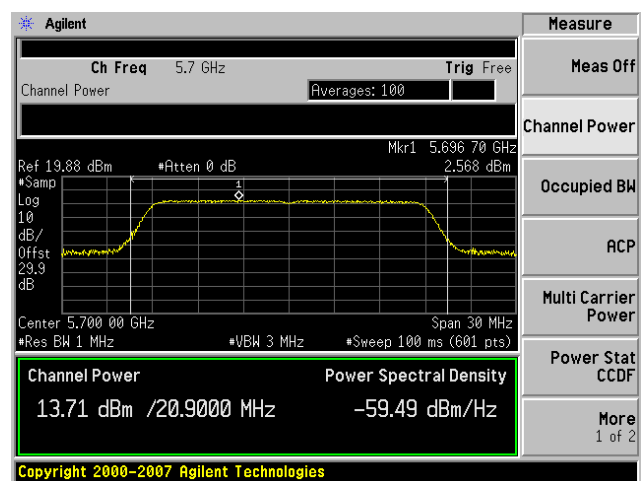 Agilent
Measure
Ch Freq 5.7 GHz Trig Free
Channel Power Averages: 100
Mkr1 5.696 70 GHz
Ref 19.88 dBm #Atten 0 dB 2.568 dBm
#Samp
Log
10
dB/
Offst
29.9
dB
1
Center 5.700 00 GHz Span 30 MHz
#Res BW 1 MHz #VBW 3 MHz #Sweep 100 ms (601 pts)
Channel Power Power Spectral Density
13.71 dBm /20.9000 MHz -59.49 dBm/Hz
Copyright 2000-2007 Agilent Technologies
Meas Off
Channel Power
Occupied BW
ACP
Multi Carrier
Power
Power Stat
CCDF
More
1 of 2